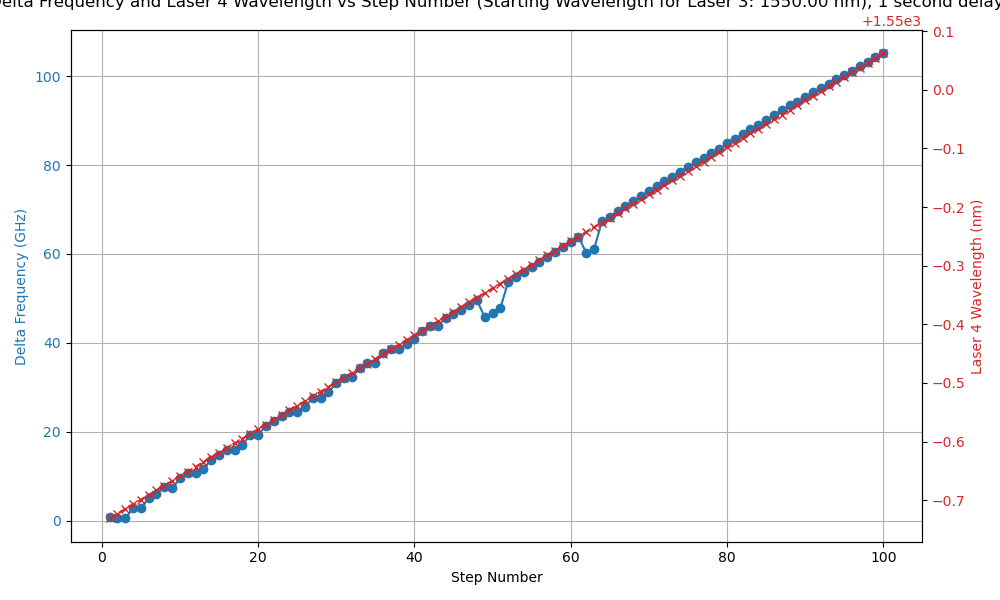 Delta Frequency and Laser 4 Wavelength vs Step Number (Starting Wavelength for Laser 3: 1550.00 nm), 1 second delay
+1.55e3
Delta Frequency (GHz)
100
80
60
40
20
0
0.1
0.0
−0.1
−0.2
−0.3
−0.4
−0.5
−0.6
−0.7
Laser 4 Wavelength (nm)
0 20 40 60 80 100
Step Number